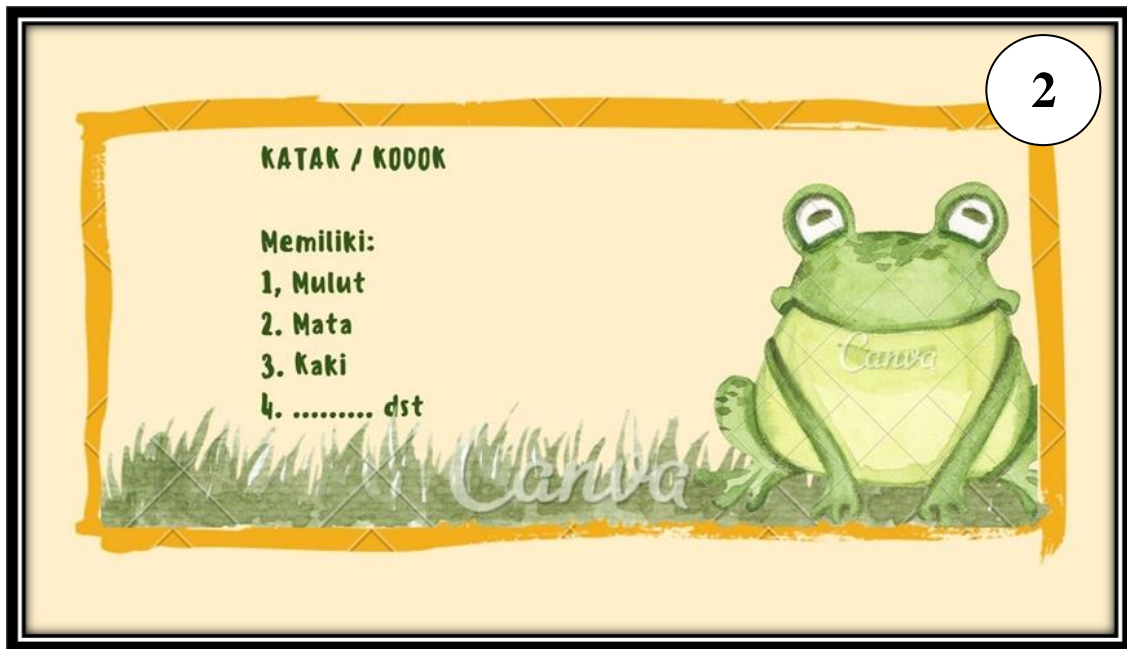 2
KATAK / KODOK
Memiliki:
1, Mulut
2. Mata
3. Kaki
4. ......... dst
Canva
Canva